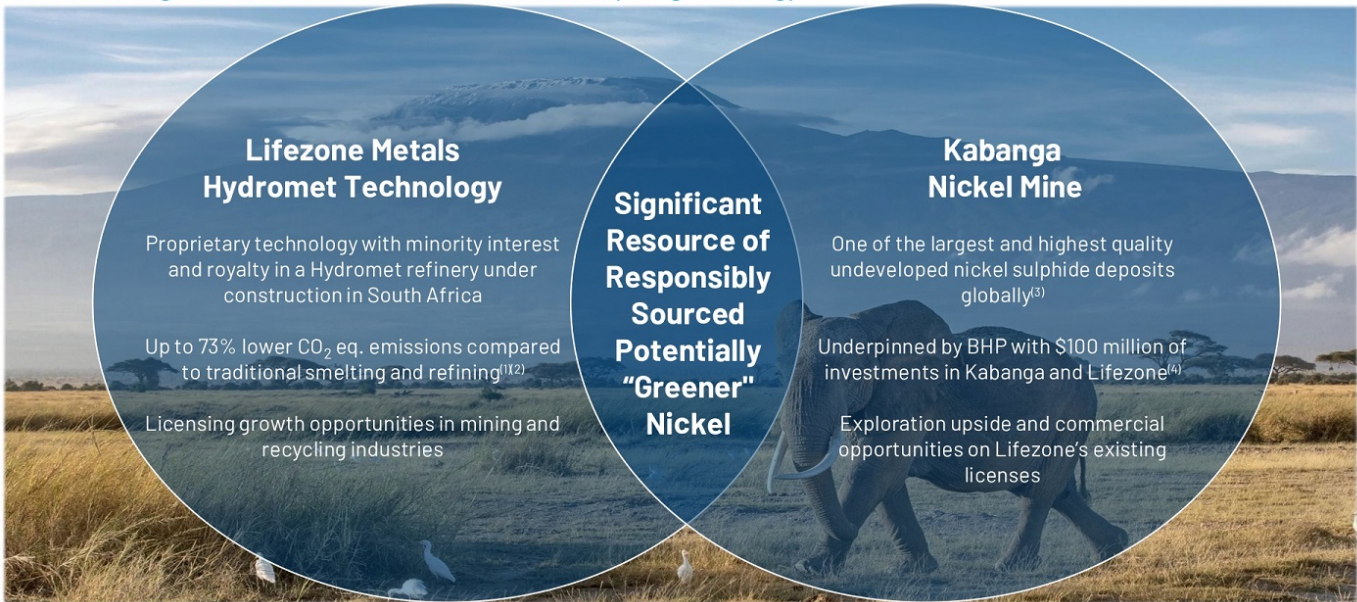 Lifezone Metals
Hydromet Technology
Proprietary technology with minority interest
and royalty in a Hydromet refinery under
construction in South Africa
Up to 73% lower CO₂ eq. emissions compared
to traditional smelting and refining⁽¹⁾⁽²⁾
Licensing growth opportunities in mining and
recycling industries
Significant
Resource of
Responsibly
Sourced
Potentially
“Greener"
Nickel
Kabanga
Nickel Mine
One of the largest and highest quality
undeveloped nickel sulphide deposits
globally⁽³⁾
Underpinned by BHP with $100 million of
investments in Kabanga and Lifezone⁽⁴⁾
Exploration upside and commercial
opportunities on Lifezone’s existing
licenses